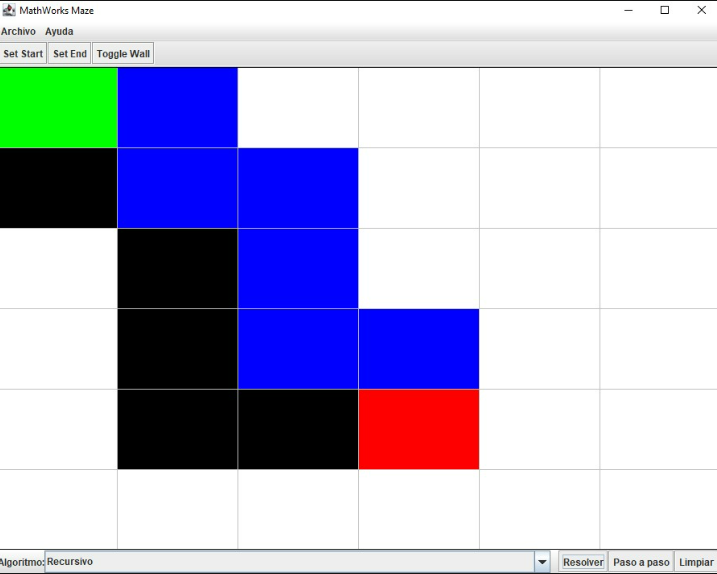 MathWorks Maze
Archivo Ayuda
Set Start Set End Toggle Wall
Algoritmo: Recursivo Resolver Paso a paso Limpiar